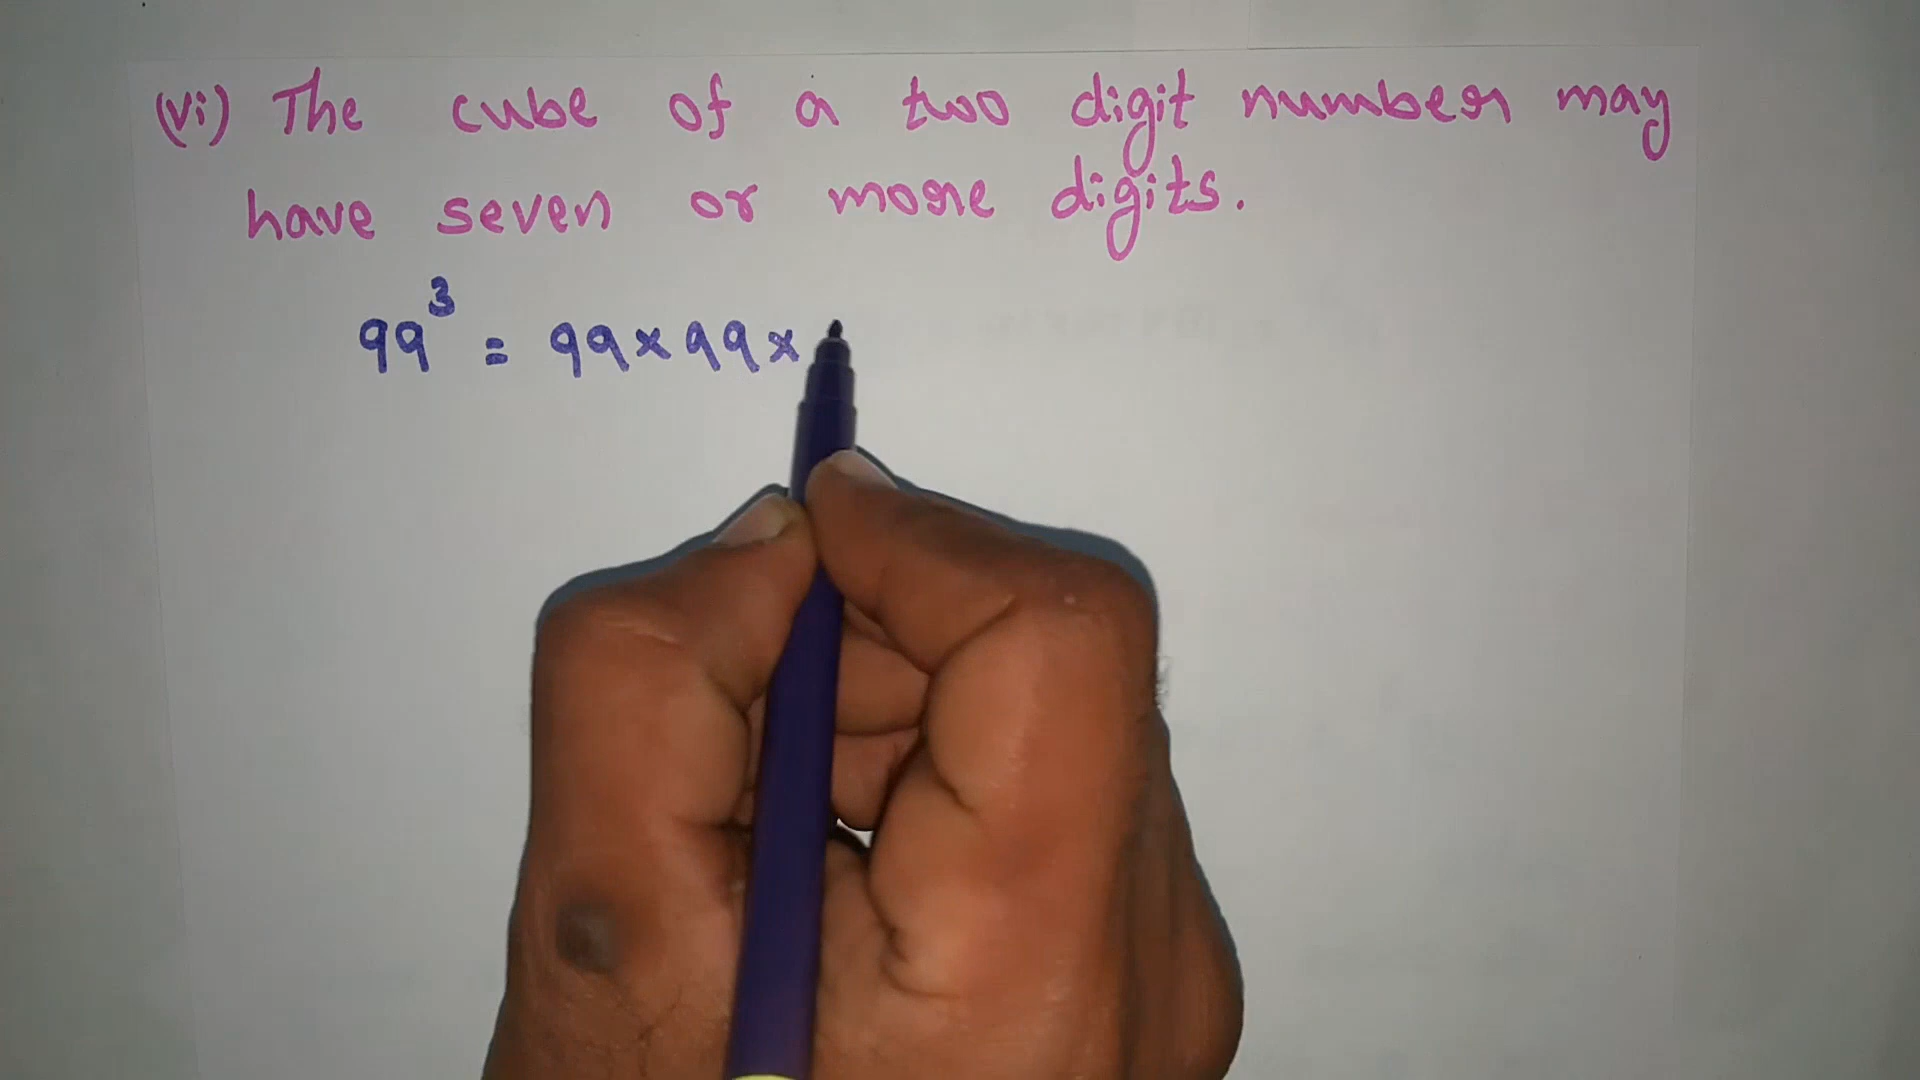 (vi) The cube of a two digit number may
have seven or more digits.
99³ = 99×99×